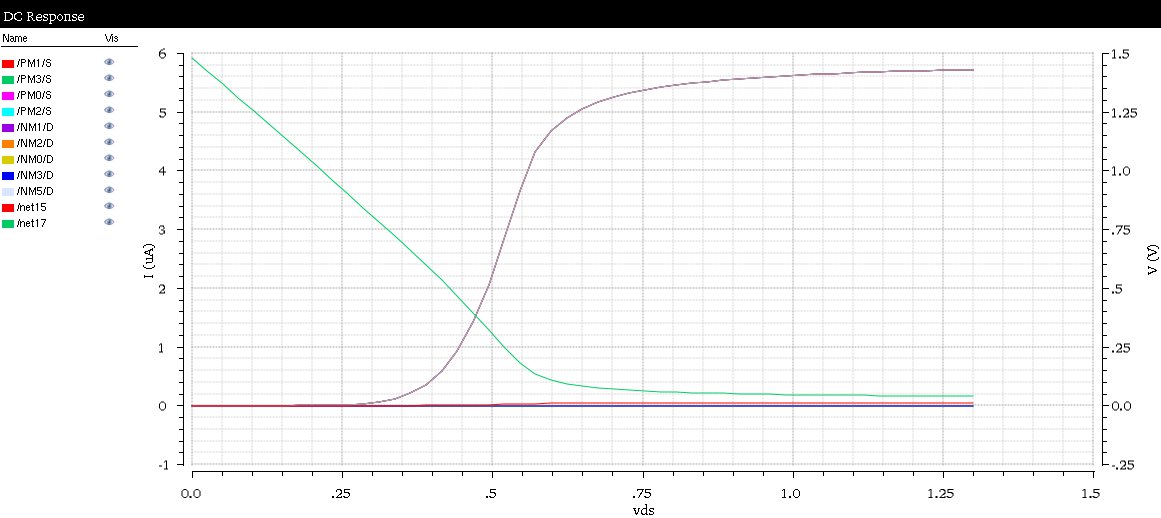 DC Response
Name Vis
/PM1/S
/PM3/S
/PM0/S
/PM2/S
/NM1/D
/NM2/D
/NM0/D
/NM3/D
/NM5/D
/net15
/net17
I (uA)
6
5
4
3
2
1
0
-1
1.5
1.25
1.0
.75
.5
.25
0.0
-.25
V (V)
0.0 .25 .5 .75 1.0 1.25 1.5
vds